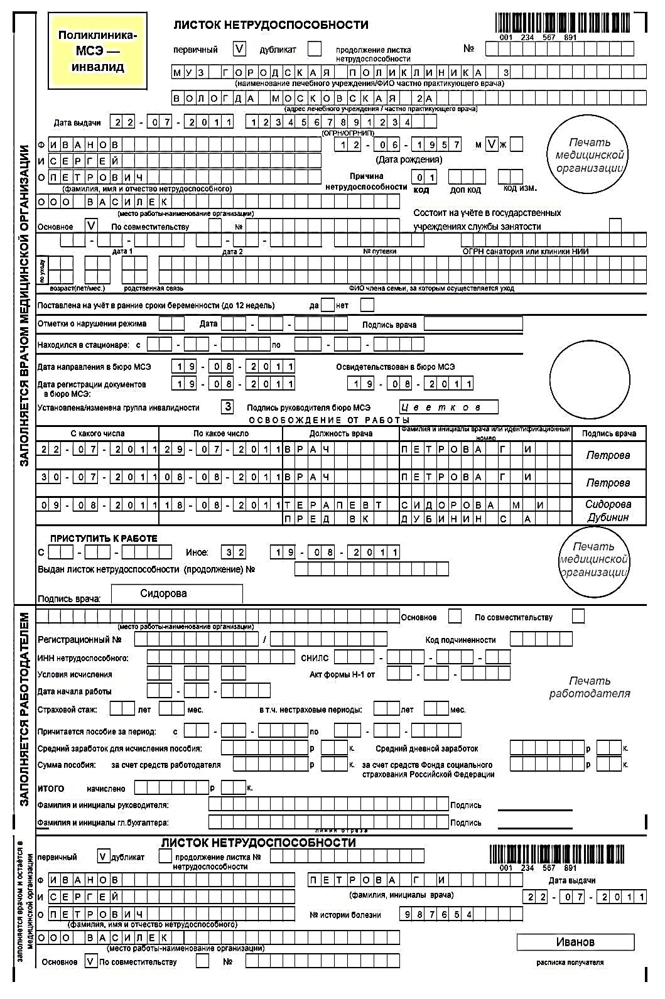 Поликлиника-
МСЭ —
инвалид
ЛИСТОК НЕТРУДОСПОСОБНОСТИ
001 234 567 891
первичный V дубликат продолжение листка нетрудоспособности №
МУЗ ГОРОДСКАЯ ПОЛИКЛИНИКА 3
(наименование лечебного учреждения/ФИО частно практикующего врача)
ВОЛОГДА МОСКОВСКАЯ 2А
(адрес лечебного учреждения / частно практикующего врача)
Дата выдачи 22-07-2011 1234567891234
(ОГРН/ОГРНИП)
Печать медицинской организации
Ф ИВАНОВ 12-06-1957 м V ж
И СЕРГЕЙ (Дата рождения)
О ПЕТРОВИЧ Причина нетрудоспособности 01
(фамилия, имя и отчество нетрудоспособного) код доп код код изм.
ООО ВАСИЛЕК
(место работы-наименование организации)
Состоит на учёте в государственных
Основное V По совместительству № учреждениях службы занятости
дата 1 дата 2 № путевки ОГРН санатория или клиники НИИ
по уходу
возраст(лет/мес.) родственная связь ФИО члена семьи, за которым осуществляется уход
Поставлена на учёт в ранние сроки беременности (до 12 недель) да нет
Отметки о нарушении режима Дата - - Подпись врача
Находился в стационаре: с - - по - -
Дата направления в бюро МСЭ 19-08-2011 Освидетельствован в бюро МСЭ
Дата регистрации документов в бюро МСЭ: 19-08-2011 19-08-2011
Установлена/изменена группа инвалидности 3 Подпись руководителя бюро МСЭ Цветков
ОСВОБОЖДЕНИЕ ОТ РАБОТЫ
С какого числа По какое число Должность врача Фамилия и инициалы врача или идентификационный номер Подпись врача
22-07-2011 29-07-2011 ВРАЧ ПЕТРОВА Г И Петрова
30-07-2011 08-08-2011 ВРАЧ ПЕТРОВА Г И Петрова
09-08-2011 18-08-2011 ТЕРАПЕВТ СИДОРОВА М И Сидорова
ПРЕД ВК ДУБИНИН С А Дубинин
ПРИСТУПИТЬ К РАБОТЕ
С - - Иное: 32 19-08-2011
Выдан листок нетрудоспособности (продолжение) №
Печать медицинской организации
Подпись врача: Сидорова
ЗАПОЛНЯЕТСЯ ВРАЧОМ МЕДИЦИНСКОЙ ОРГАНИЗАЦИИ
Основное По совместительству
(место работы-наименование организации)
Регистрационный № / Код подчиненности
ИНН нетрудоспособного: СНИЛС - - -
Условия исчисления Акт формы Н-1 от - -
Дата начала работы - -
Печать работодателя
Страховой стаж: лет мес. в т.ч. нестраховые периоды: лет мес.
Причитается пособие за период: с - - по - -
Средний заработок для исчисления пособия: р к. Средний дневной заработок р к.
Сумма пособия: за счет средств работодателя р к. за счет средств Фонда социального страхования Российской Федерации р к.
ИТОГО начислено р к.
Фамилия и инициалы руководителя: Подпись
Фамилия и инициалы гл.бухгалтера: Подпись
ЗАПОЛНЯЕТСЯ РАБОТОДАТЕЛЕМ
линия отреза
ЛИСТОК НЕТРУДОСПОСОБНОСТИ
первичный V дубликат продолжение листка № нетрудоспособности
001 234 567 891
Ф ИВАНОВ ПЕТРОВА Г И Дата выдачи
И СЕРГЕЙ (фамилия, инициалы врача) 22-07-2011
О ПЕТРОВИЧ № истории болезни 987654
(фамилия, имя и отчество нетрудоспособного)
ООО ВАСИЛЕК
(место работы-наименование организации) Иванов
Основное V По совместительству № расписка получателя
заполняется врачом и остаётся в медицинской организации